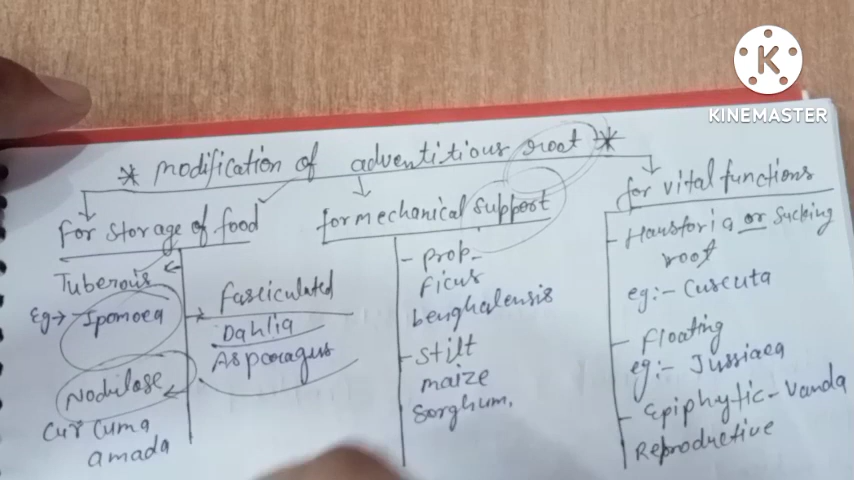 KINEMASTER
* modification of adventitious root *
For storage of food
Tuberous
Eg→ Ipomoea
Nodulose
Curcuma
amada
Fasciculated
Dahlia
Asparagus
for mechanical support
- Prop-
Ficus
benghalensis
- Stilt
maize
Sorghum.
for vital functions
- Haustoria or Sucking
root
eg:- Cuscuta
- Floating
eg:- Jussiaea
- Epiphytic - Vanda
Reproductive